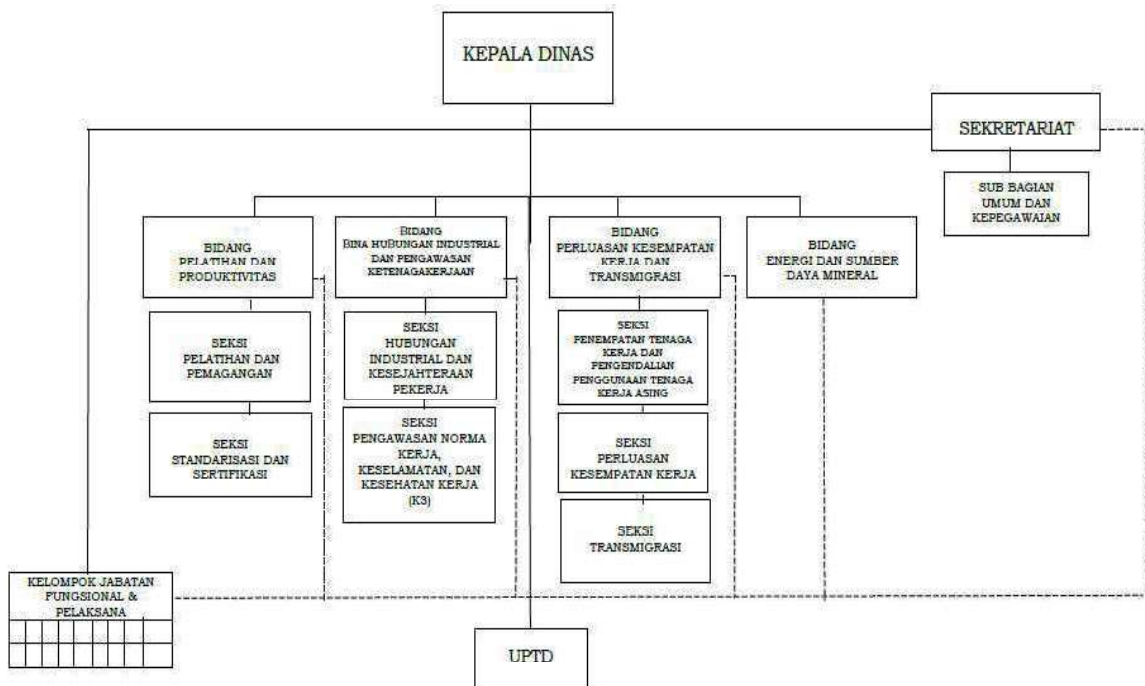 KEPALA DINAS
SEKRETARIAT
SUB BAGIAN
UMUM DAN
KEPEGAWAIAN
BIDANG
PELATIHAN DAN
PRODUKTIVITAS
BIDANG
BINA HUBUNGAN INDUSTRIAL
DAN PENGAWASAN
KETENAGAKERJAAN
BIDANG
PERLUASAN KESEMPATAN
KERJA DAN
TRANSMIGRASI
BIDANG
ENERGI DAN SUMBER
DAYA MINERAL
SEKSI
PELATIHAN DAN
PEMAGANGAN
SEKSI
HUBUNGAN
INDUSTRIAL DAN
KESEJAHTERAAN
PEKERJA
SEKSI
PENEMPATAN TENAGA
KERJA DAN
PENGENDALIAN
PENGGUNAAN TENAGA
KERJA ASING
SEKSI
STANDARISASI DAN
SERTIFIKASI
SEKSI
PENGAWASAN NORMA
KERJA,
KESELAMATAN, DAN
KESEHATAN KERJA
(K3)
SEKSI
PERLUASAN
KESEMPATAN KERJA
SEKSI
TRANSMIGRASI
KELOMPOK JABATAN
FUNGSIONAL &
PELAKSANA
UPTD